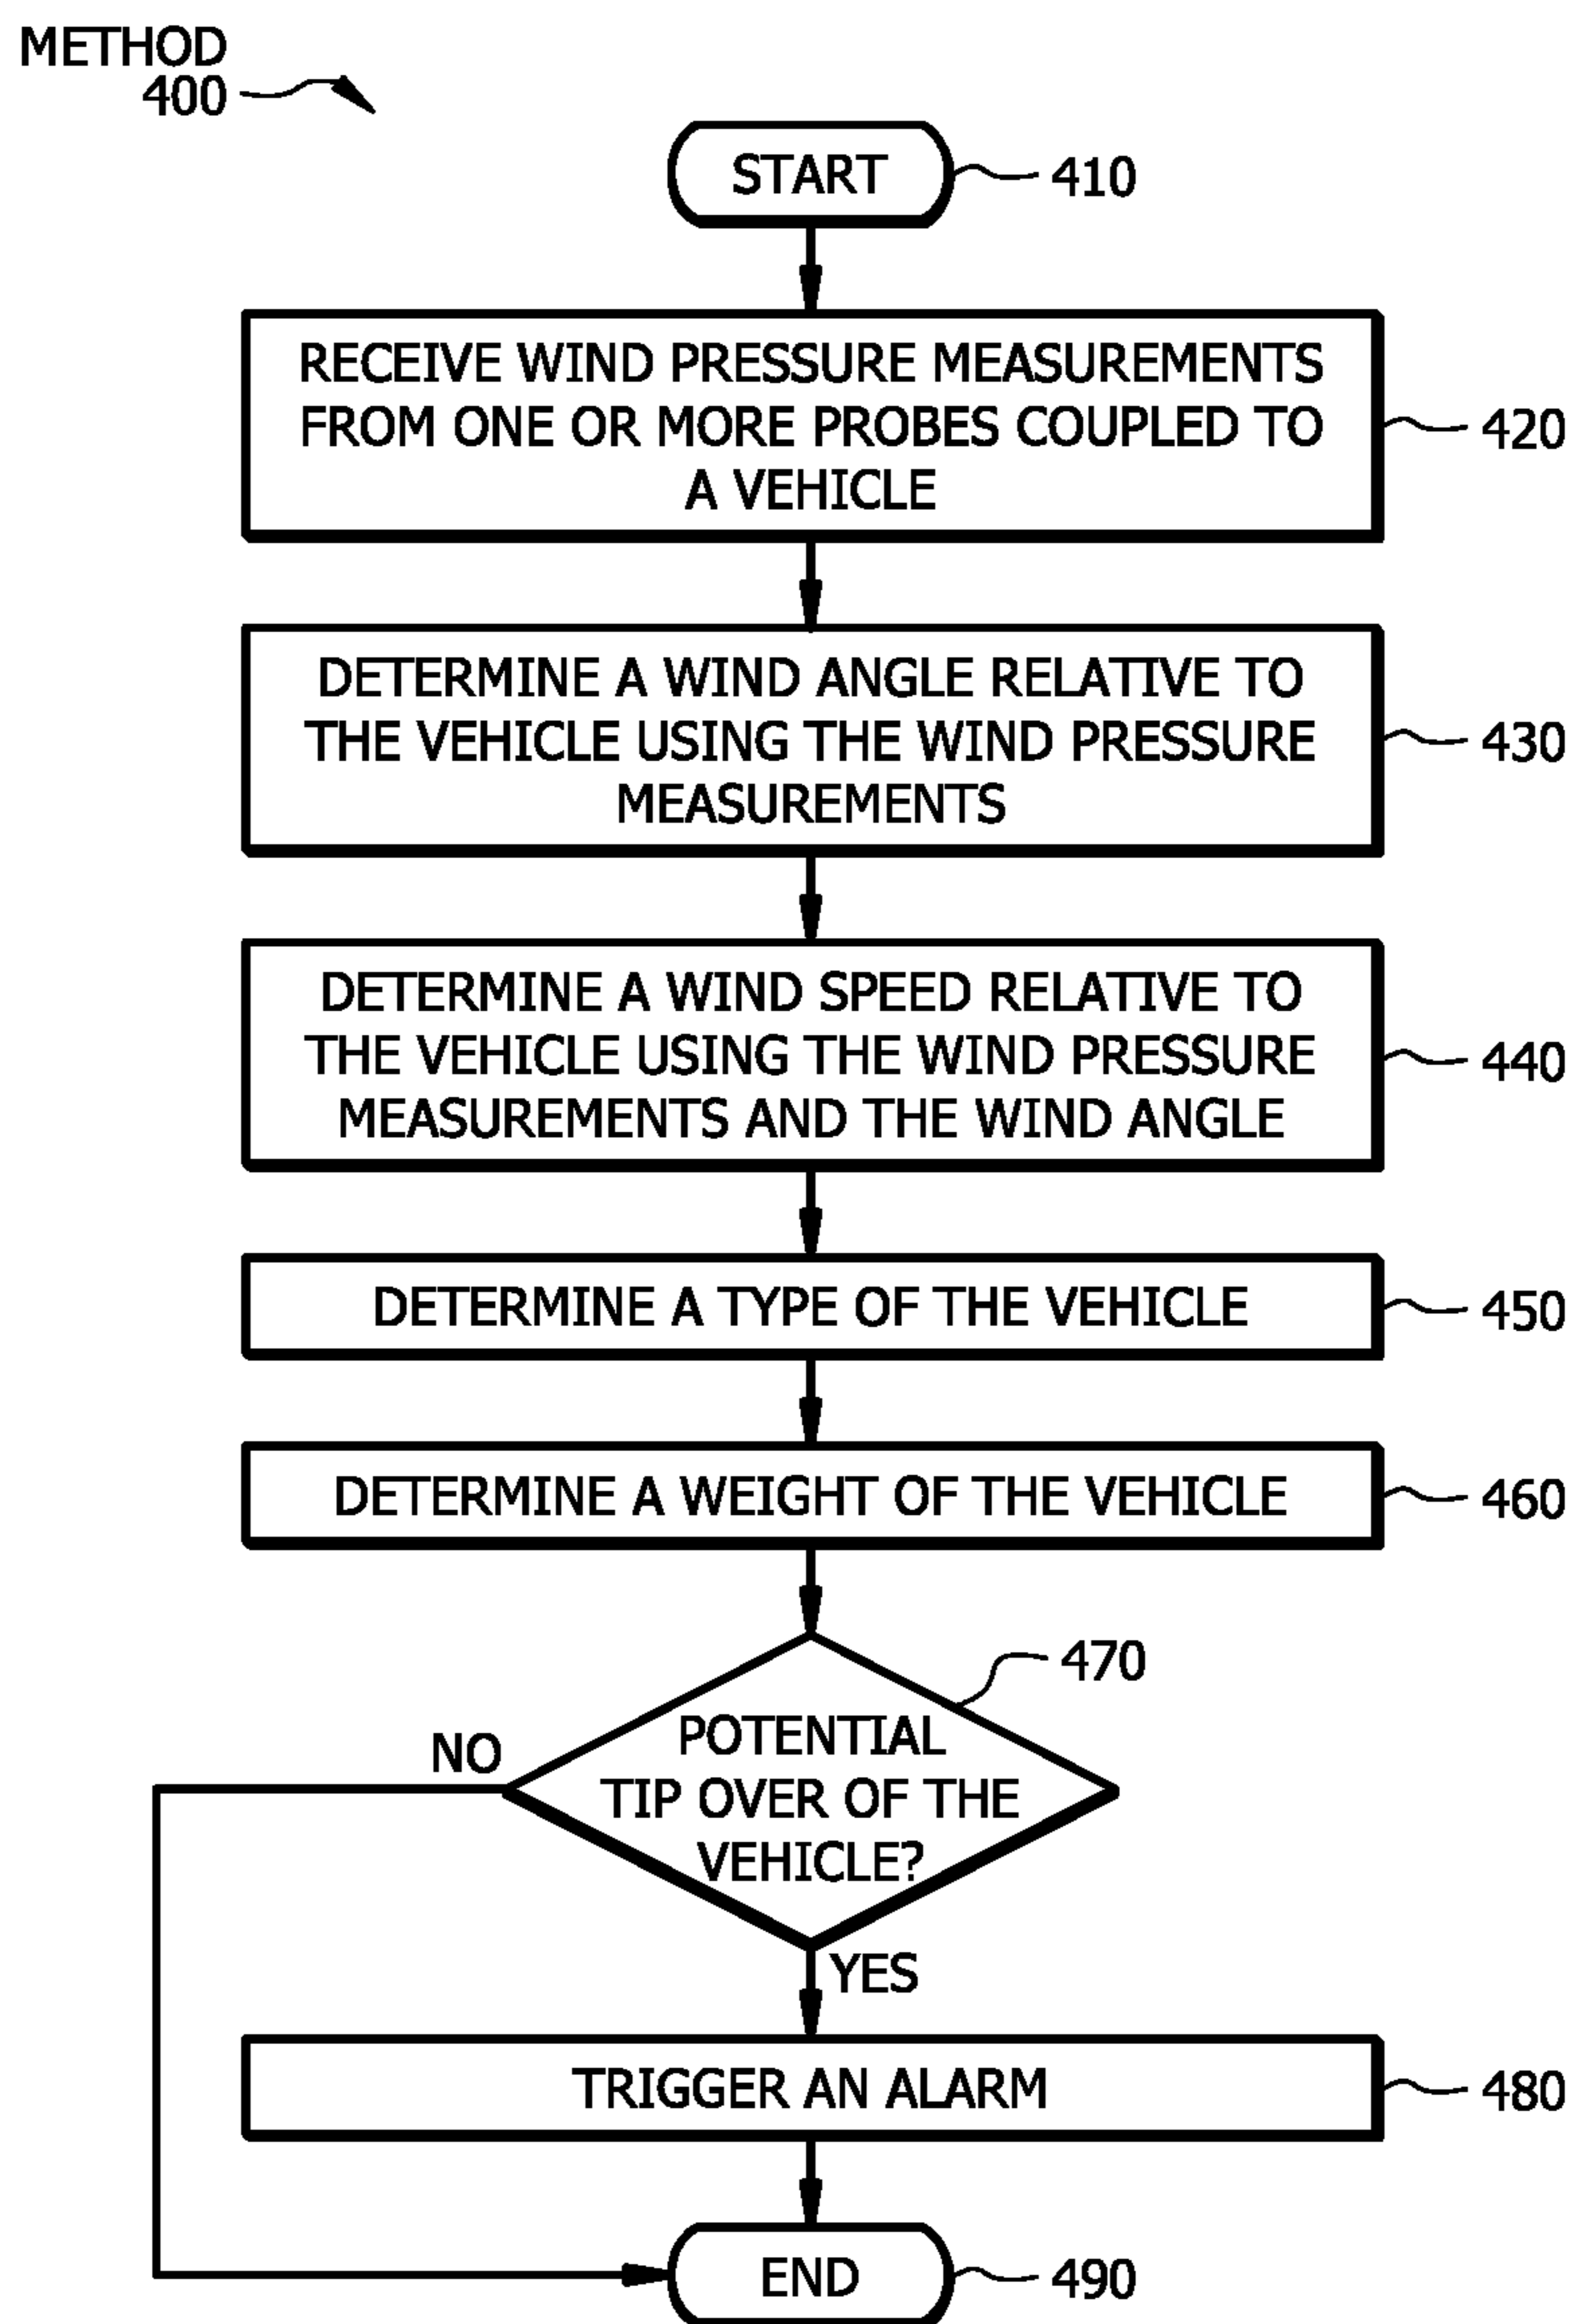 METHOD
400
START
410
RECEIVE WIND PRESSURE MEASUREMENTS
FROM ONE OR MORE PROBES COUPLED TO
A VEHICLE
420
DETERMINE A WIND ANGLE RELATIVE TO
THE VEHICLE USING THE WIND PRESSURE
MEASUREMENTS
430
DETERMINE A WIND SPEED RELATIVE TO
THE VEHICLE USING THE WIND PRESSURE
MEASUREMENTS AND THE WIND ANGLE
440
DETERMINE A TYPE OF THE VEHICLE
450
DETERMINE A WEIGHT OF THE VEHICLE
460
470
POTENTIAL
TIP OVER OF THE
VEHICLE?
NO
YES
TRIGGER AN ALARM
480
END
490